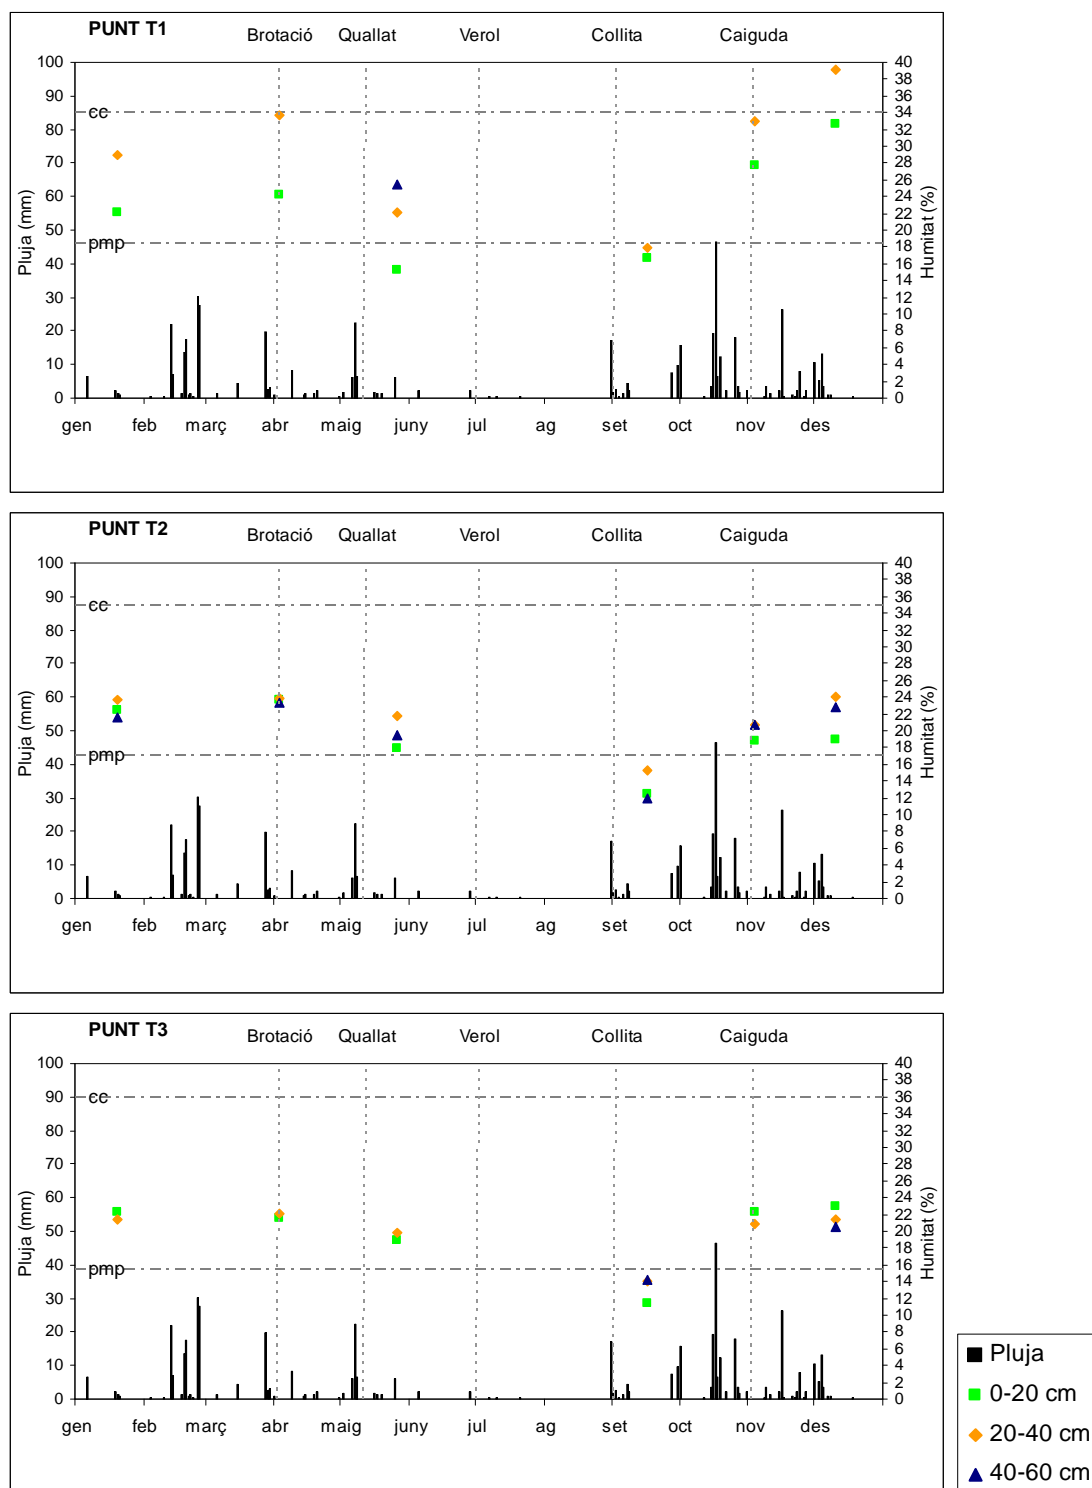 PUNT T1
Brotació Quallat Verol Collita Caiguda
100 90 80 70 60 50 40 30 20 10 0
Pluja (mm)
cc
pmp
40 38 36 34 32 30 28 26 24 22 20 18 16 14 12 10 8 6 4 2 0
Humitat (%)
gen feb març abr maig juny jul ag set oct nov des
PUNT T2
Brotació Quallat Verol Collita Caiguda
100 90 80 70 60 50 40 30 20 10 0
Pluja (mm)
cc
pmp
40 38 36 34 32 30 28 26 24 22 20 18 16 14 12 10 8 6 4 2 0
Humitat (%)
gen feb març abr maig juny jul ag set oct nov des
PUNT T3
Brotació Quallat Verol Collita Caiguda
100 90 80 70 60 50 40 30 20 10 0
Pluja (mm)
cc
pmp
40 38 36 34 32 30 28 26 24 22 20 18 16 14 12 10 8 6 4 2 0
Humitat (%)
gen feb març abr maig juny jul ag set oct nov des
Pluja
0-20 cm
20-40 cm
40-60 cm